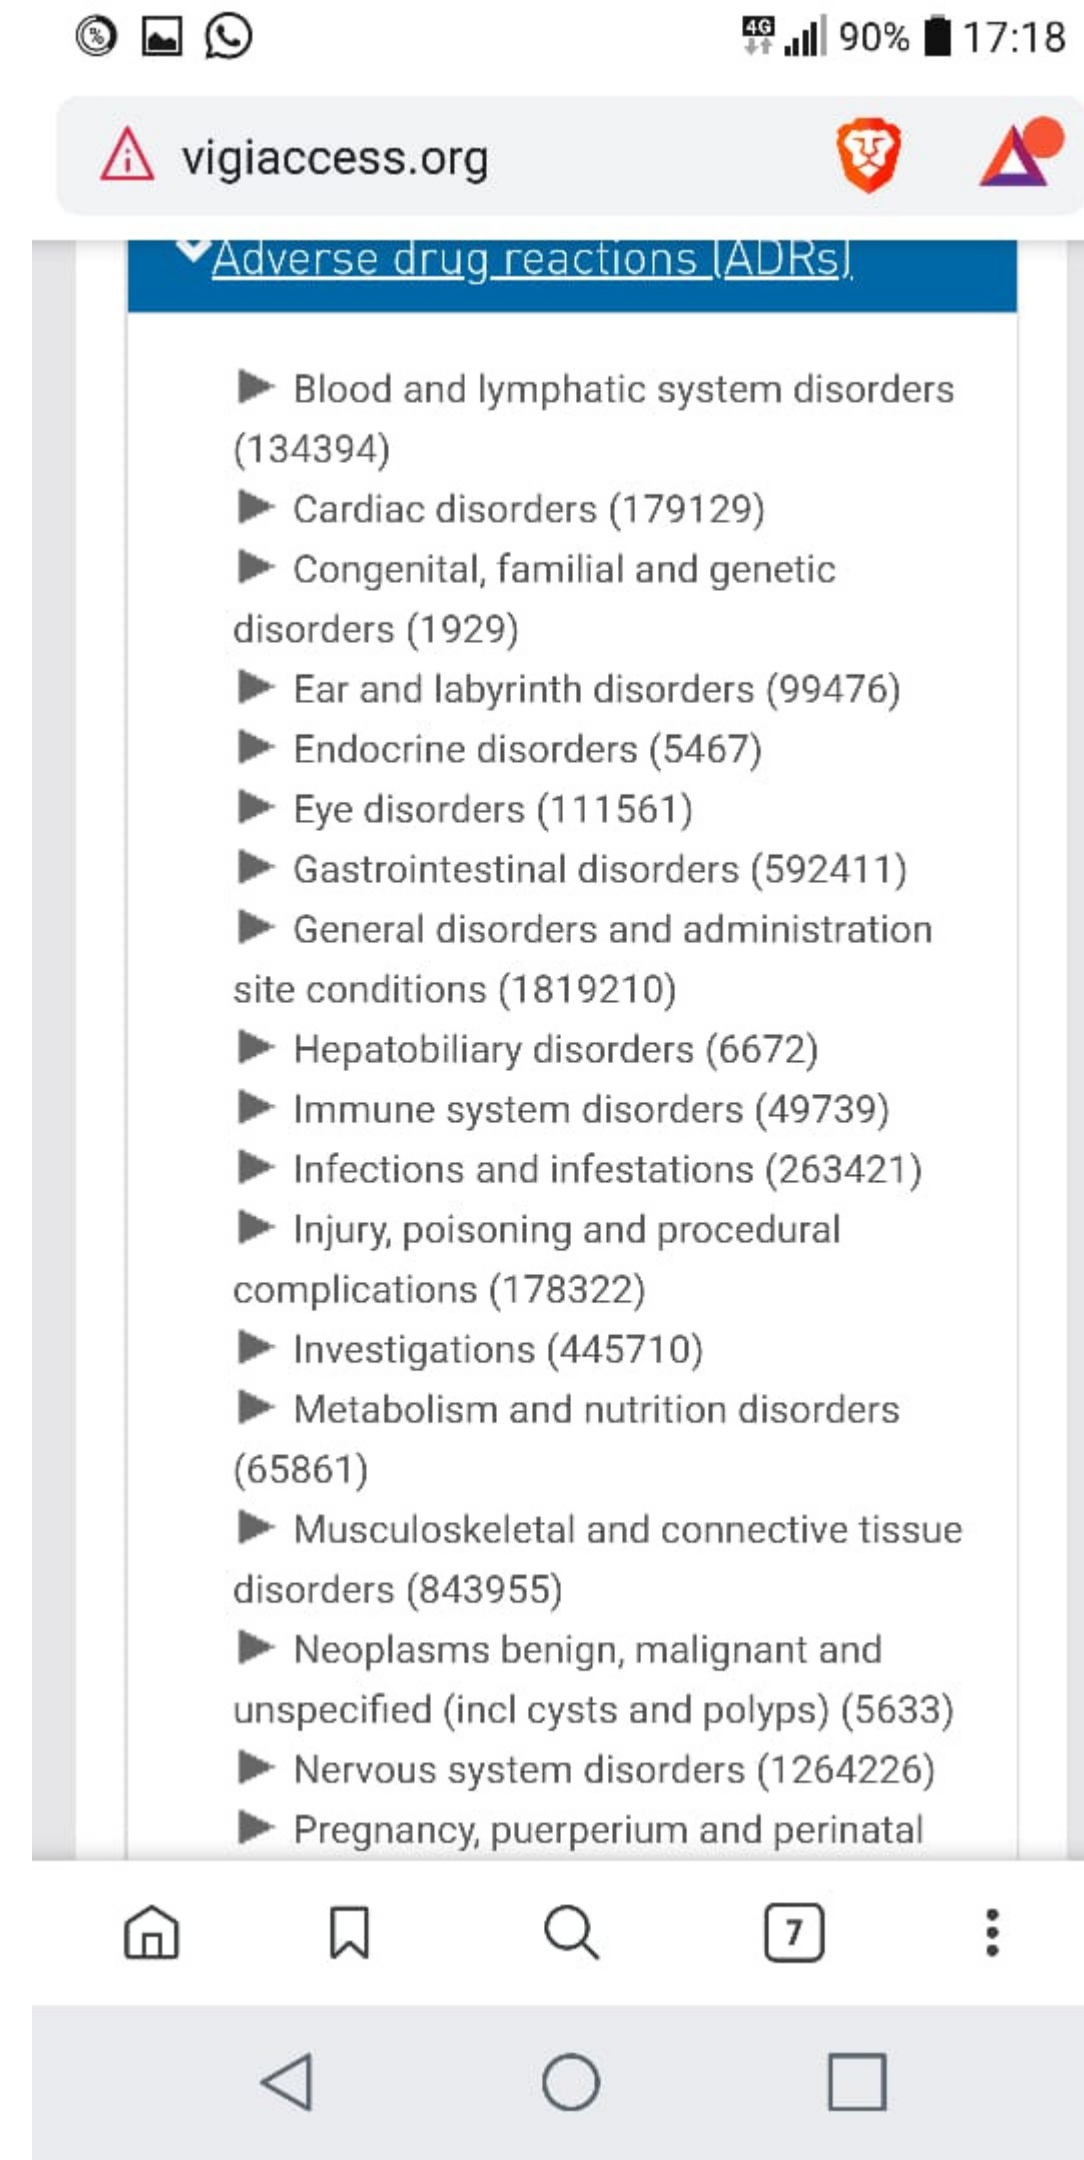 4G 90% 17:18
vigiaccess.org
Adverse drug reactions (ADRs)
Blood and lymphatic system disorders
(134394)
Cardiac disorders (179129)
Congenital, familial and genetic
disorders (1929)
Ear and labyrinth disorders (99476)
Endocrine disorders (5467)
Eye disorders (111561)
Gastrointestinal disorders (592411)
General disorders and administration
site conditions (1819210)
Hepatobiliary disorders (6672)
Immune system disorders (49739)
Infections and infestations (263421)
Injury, poisoning and procedural
complications (178322)
Investigations (445710)
Metabolism and nutrition disorders
(65861)
Musculoskeletal and connective tissue
disorders (843955)
Neoplasms benign, malignant and
unspecified (incl cysts and polyps) (5633)
Nervous system disorders (1264226)
Pregnancy, puerperium and perinatal
7